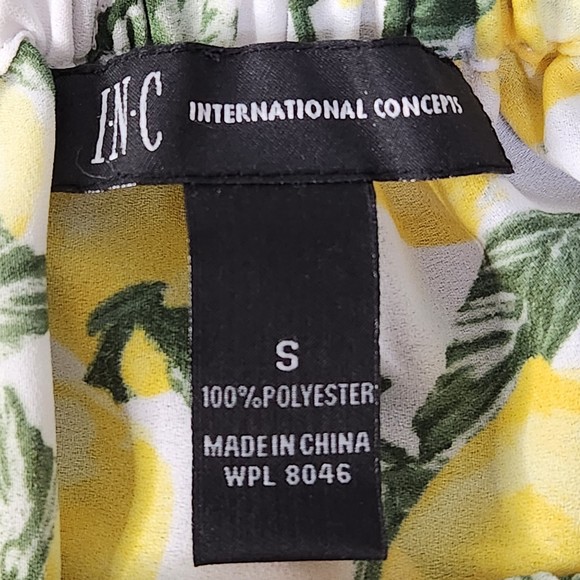 I·N·C INTERNATIONAL CONCEPTS
S
100%POLYESTER
MADE IN CHINA
WPL 8046